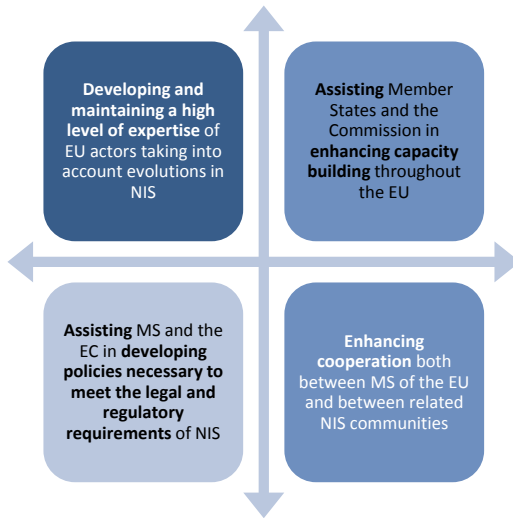 Developing and
maintaining a high
level of expertise of
EU actors taking into
account evolutions in
NIS
Assisting Member
States and the
Commission in
enhancing capacity
building throughout
the EU
Assisting MS and the
EC in developing
policies necessary to
meet the legal and
regulatory
requirements of NIS
Enhancing
cooperation both
between MS of the EU
and between related
NIS communities